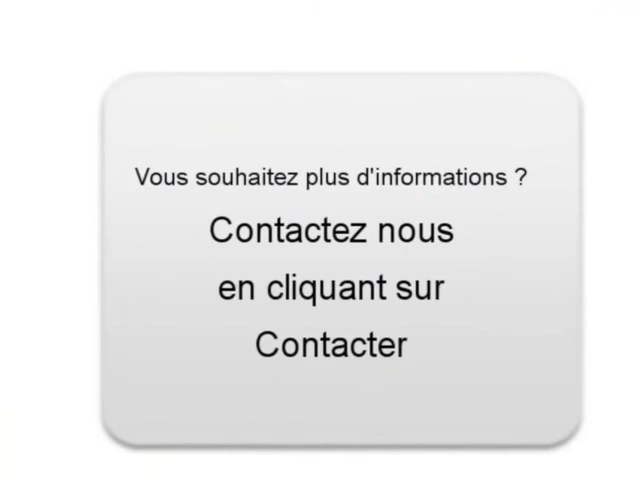 Vous souhaitez plus d'informations ?
Contactez nous
en cliquant sur
Contacter